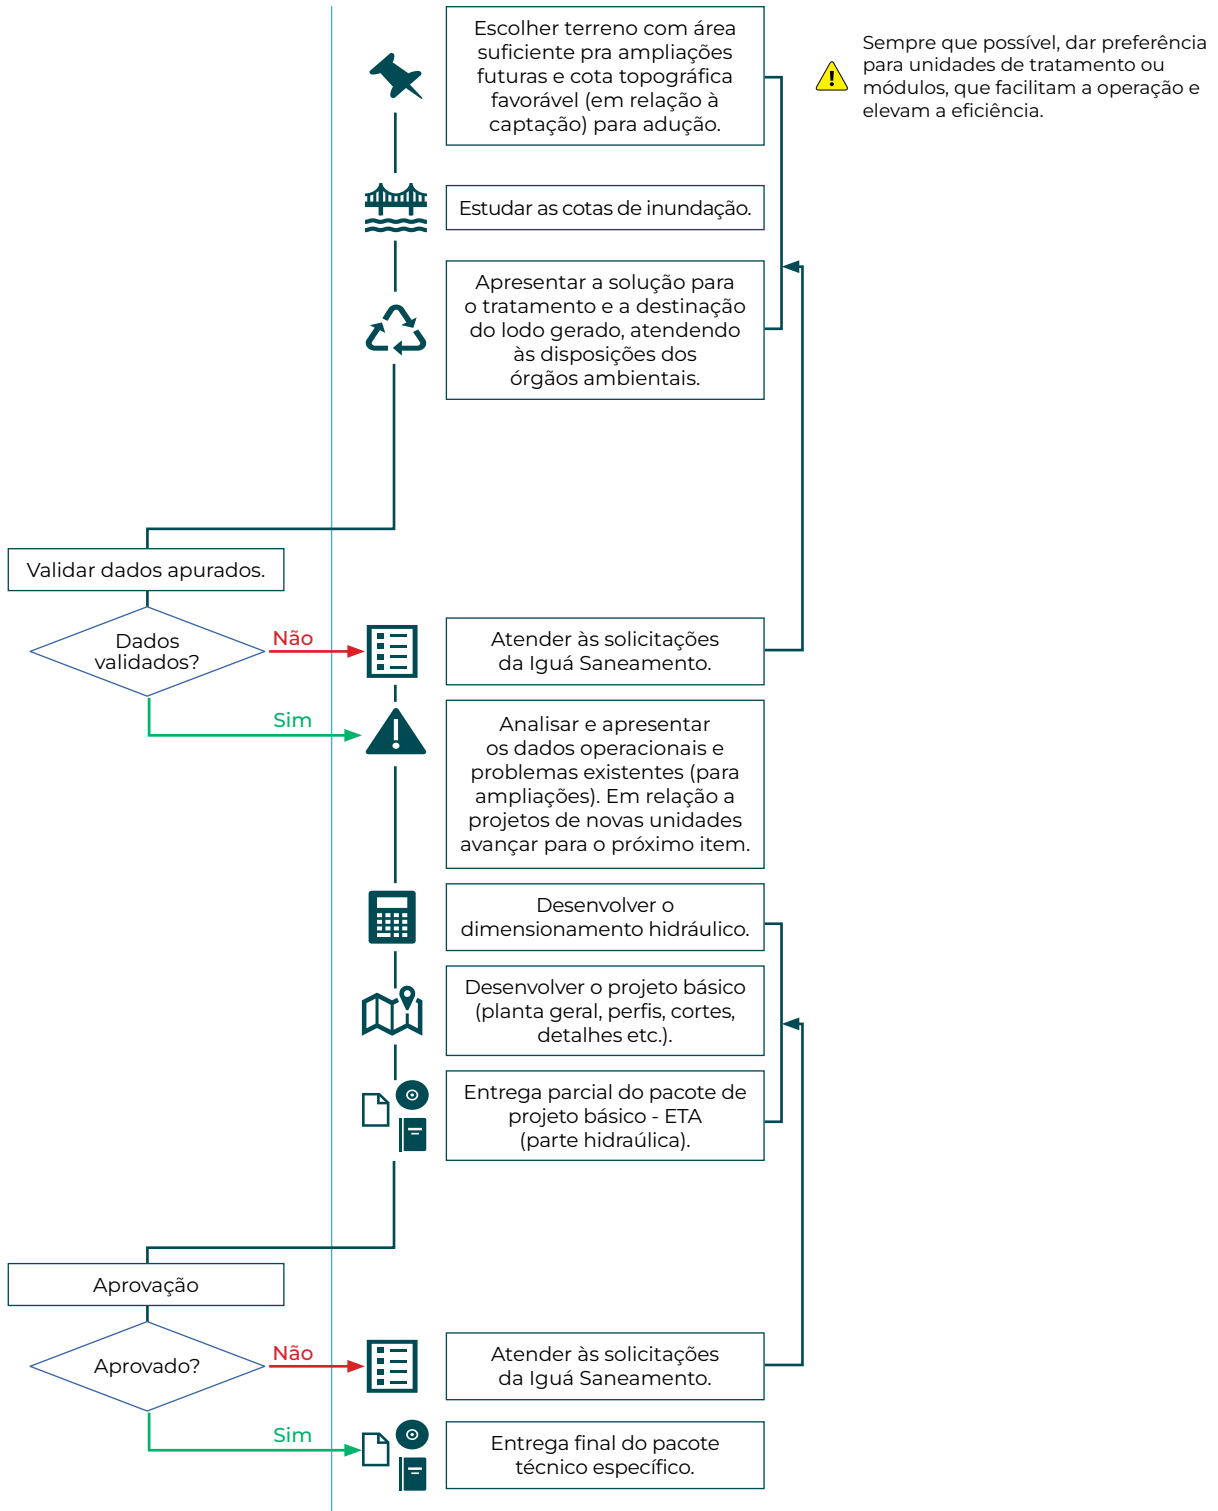 Escolher terreno com área
suficiente pra ampliações
futuras e cota topográfica
favorável (em relação à
captação) para adução.
Sempre que possível, dar preferência
para unidades de tratamento ou
módulos, que facilitam a operação e
elevam a eficiência.
Estudar as cotas de inundação.
Apresentar a solução para
o tratamento e a destinação
do lodo gerado, atendendo
às disposições dos
órgãos ambientais.
Validar dados apurados.
Dados
validados?
Não
Atender às solicitações
da Iguá Saneamento.
Sim
Analisar e apresentar
os dados operacionais e
problemas existentes (para
ampliações). Em relação a
projetos de novas unidades
avançar para o próximo item.
Desenvolver o
dimensionamento hidráulico.
Desenvolver o projeto básico
(planta geral, perfis, cortes,
detalhes etc.).
Entrega parcial do pacote de
projeto básico - ETA
(parte hidraúlica).
Aprovação
Aprovado?
Não
Atender às solicitações
da Iguá Saneamento.
Sim
Entrega final do pacote
técnico específico.